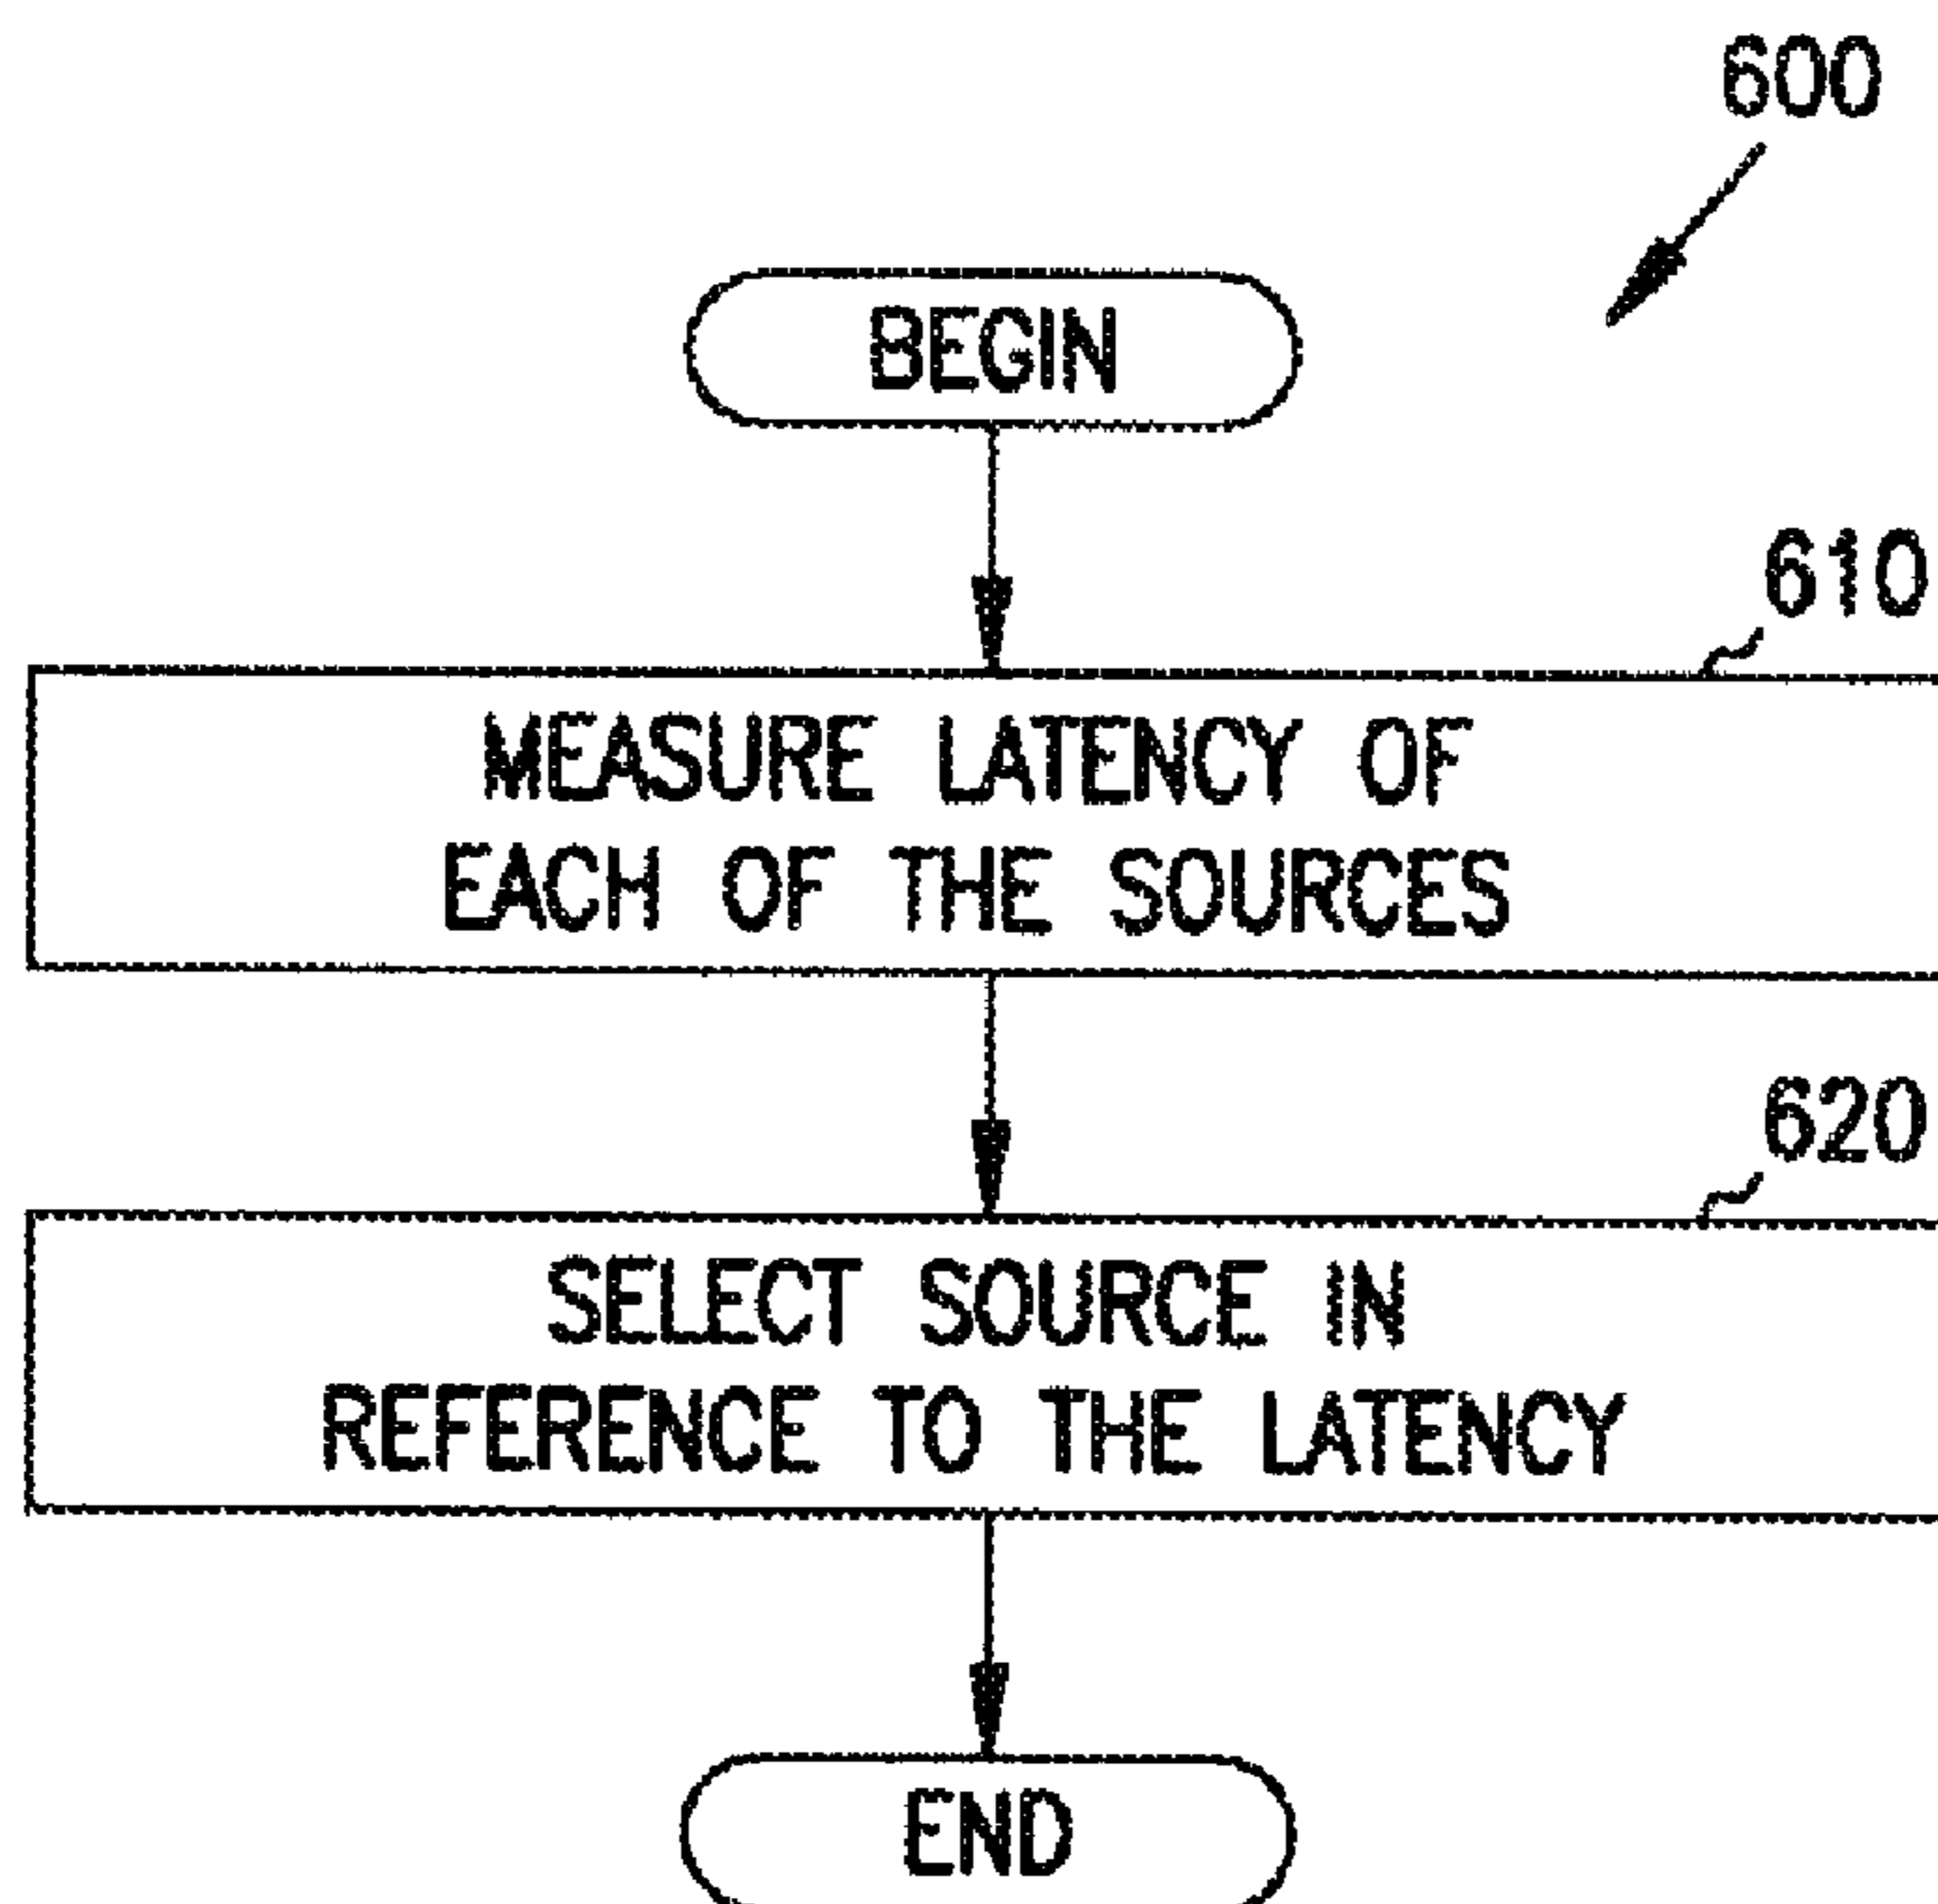 600
BEGIN
610
MEASURE LATENCY OF
EACH OF THE SOURCES
620
SELECT SOURCE IN
REFERENCE TO THE LATENCY
END